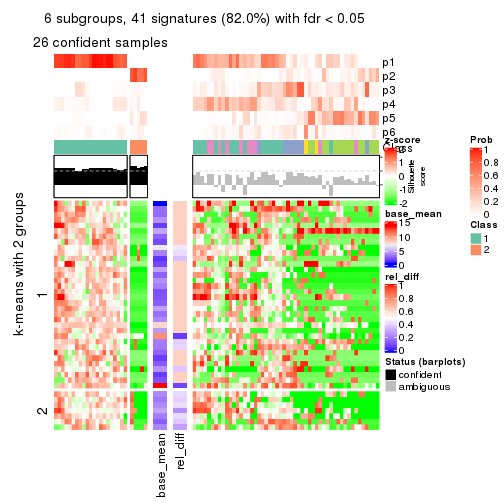 6 subgroups, 41 signatures (82.0%) with fdr < 0.05
26 confident samples
p1
p2
p3
p4
p5
p6
k-means with 2 groups
1
2
base_mean
rel_diff
Silhouette
score
z-score
2
1
0
-1
-2
base_mean
15
10
5
0
rel_diff
1
0.8
0.6
0.4
0.2
0
Status (barplots)
confident
ambiguous
Prob
1
0.8
0.6
0.4
0.2
0
Class
1
2